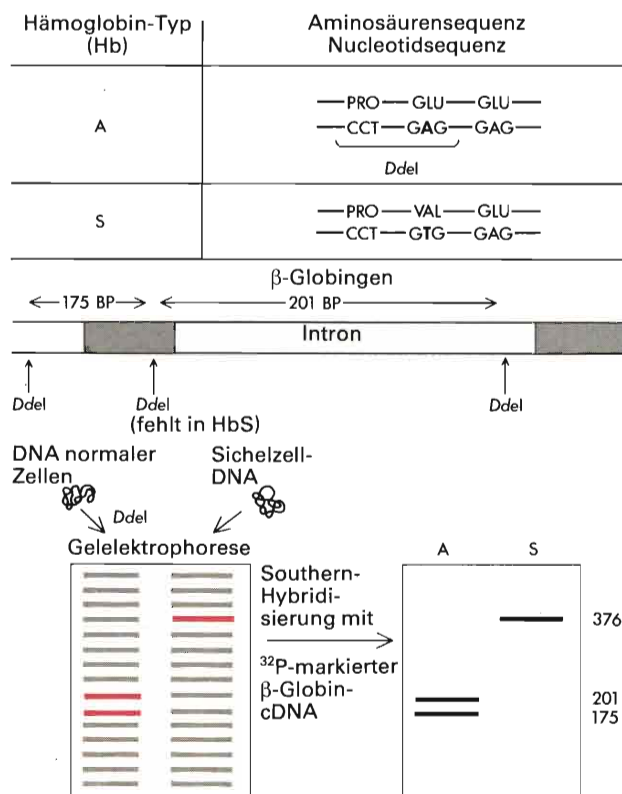 Hämoglobin-Typ
(Hb)
Aminosäurensequenz
Nucleotidsequenz
A
—PRO—GLU—GLU—
—CCT—GAG—GAG—
DdeI
S
—PRO—VAL—GLU—
—CCT—GTG—GAG—
β-Globingen
175 BP
201 BP
Intron
DdeI
DdeI
DdeI
(fehlt in HbS)
DNA normaler
Zellen
Sichelzell-
DNA
DdeI
Gelelektrophorese
Southern-
Hybridi-
sierung mit
³²P-markierter
β-Globin-
cDNA
A S
376
201
175